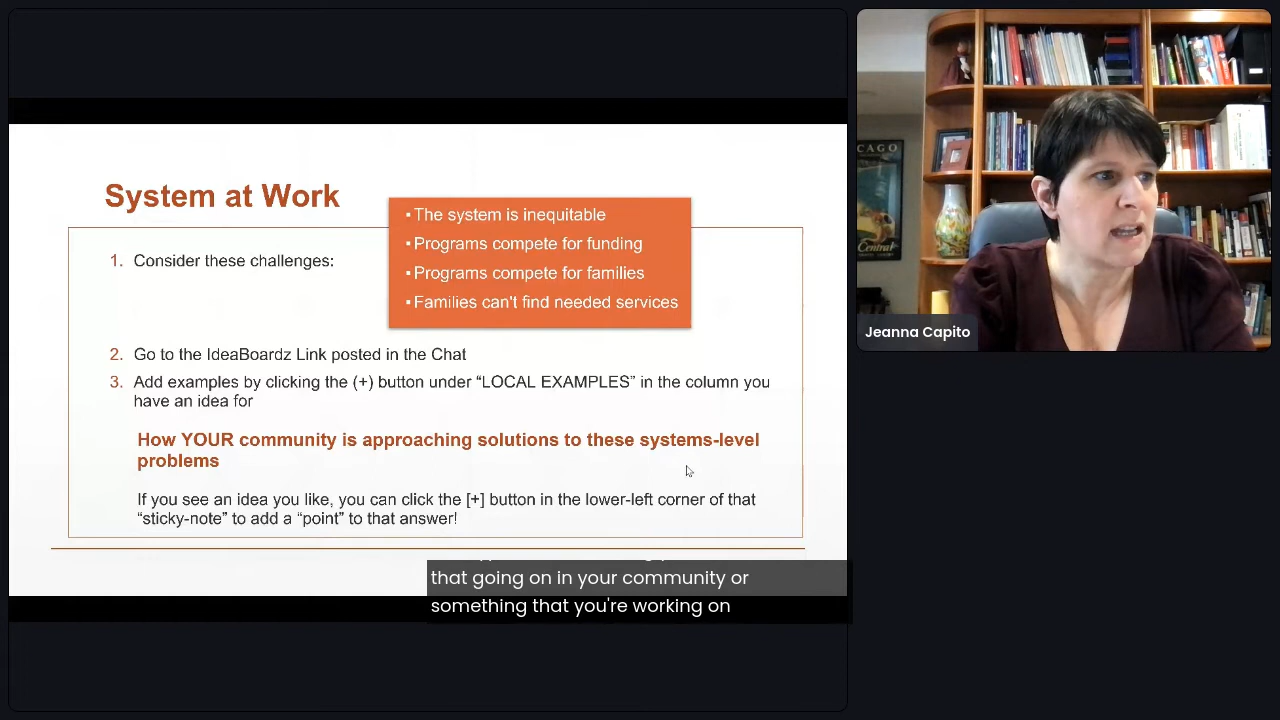 System at Work
▪ The system is inequitable
▪ Programs compete for funding
▪ Programs compete for families
▪ Families can't find needed services
1. Consider these challenges:
2. Go to the IdeaBoardz Link posted in the Chat
3. Add examples by clicking the (+) button under “LOCAL EXAMPLES” in the column you
have an idea for
How YOUR community is approaching solutions to these systems-level
problems
If you see an idea you like, you can click the [+] button in the lower-left corner of that
“sticky-note” to add a “point” to that answer!
that going on in your community or
something that you're working on
CAGO
Central
Jeanna Capito